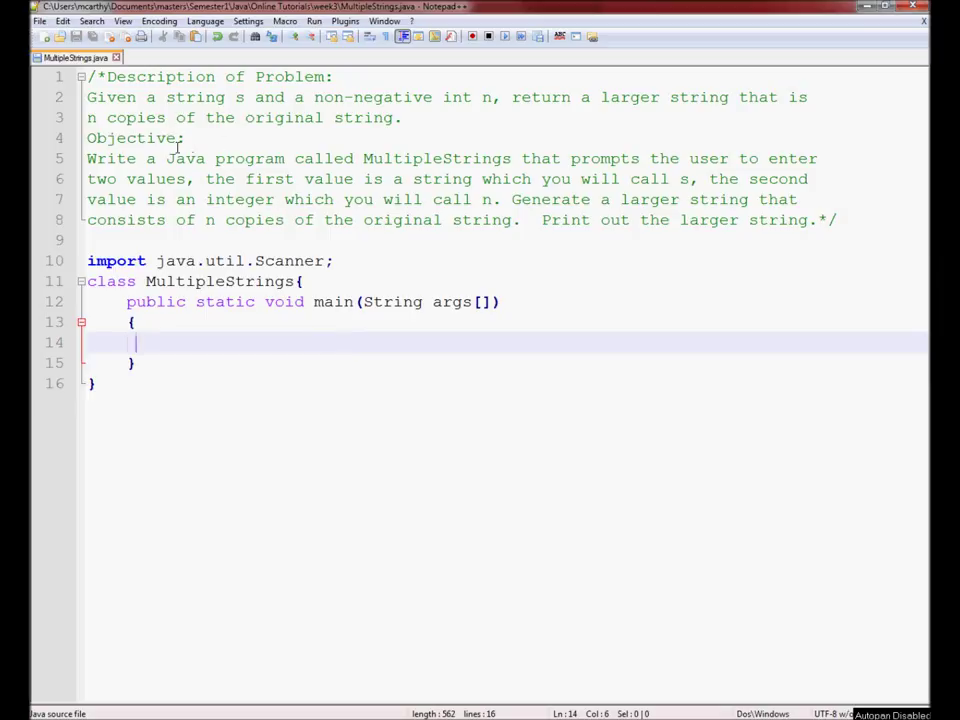 C:\Users\mcarthy\Documents\masters\Semester1\Java\Online Tutorials\week3\MultipleStrings.java - Notepad++
File Edit Search View Encoding Language Settings Macro Run Plugins Window ? X
MultipleStrings.java
1 /*Description of Problem:
2 Given a string s and a non-negative int n, return a larger string that is
3 n copies of the original string.
4 Objective:
5 Write a Java program called MultipleStrings that prompts the user to enter
6 two values, the first value is a string which you will call s, the second
7 value is an integer which you will call n. Generate a larger string that
8 consists of n copies of the original string.  Print out the larger string.*/
9
10 import java.util.Scanner;
11 class MultipleStrings{
12 public static void main(String args[])
13 {
14
15 }
16 }
Java source file length : 562 lines : 16 Ln : 14 Col : 6 Sel : 0 | 0 Dos\Windows UTF-8 w/o
Autopan Disabled